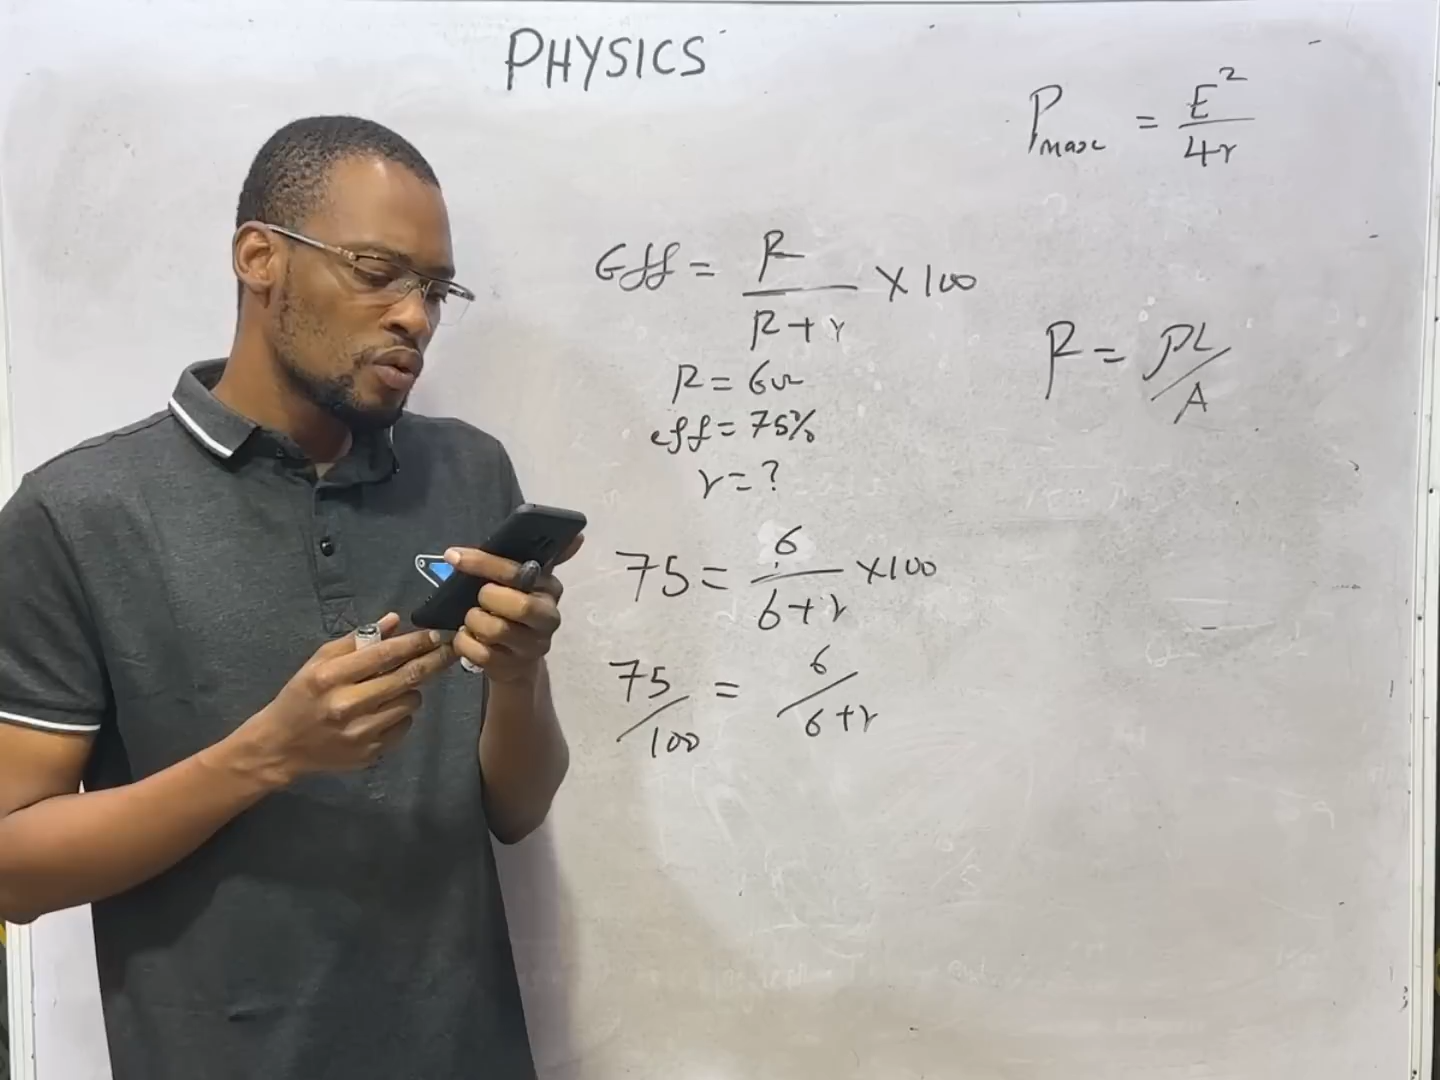 PHYSICS
Pmax = E²/4r
Eff = R/R+r × 100
R = 6Ω
eff = 75%
r = ?
R = ρL/A
75 = 6/6+r ×100
75/100 = 6/6+r